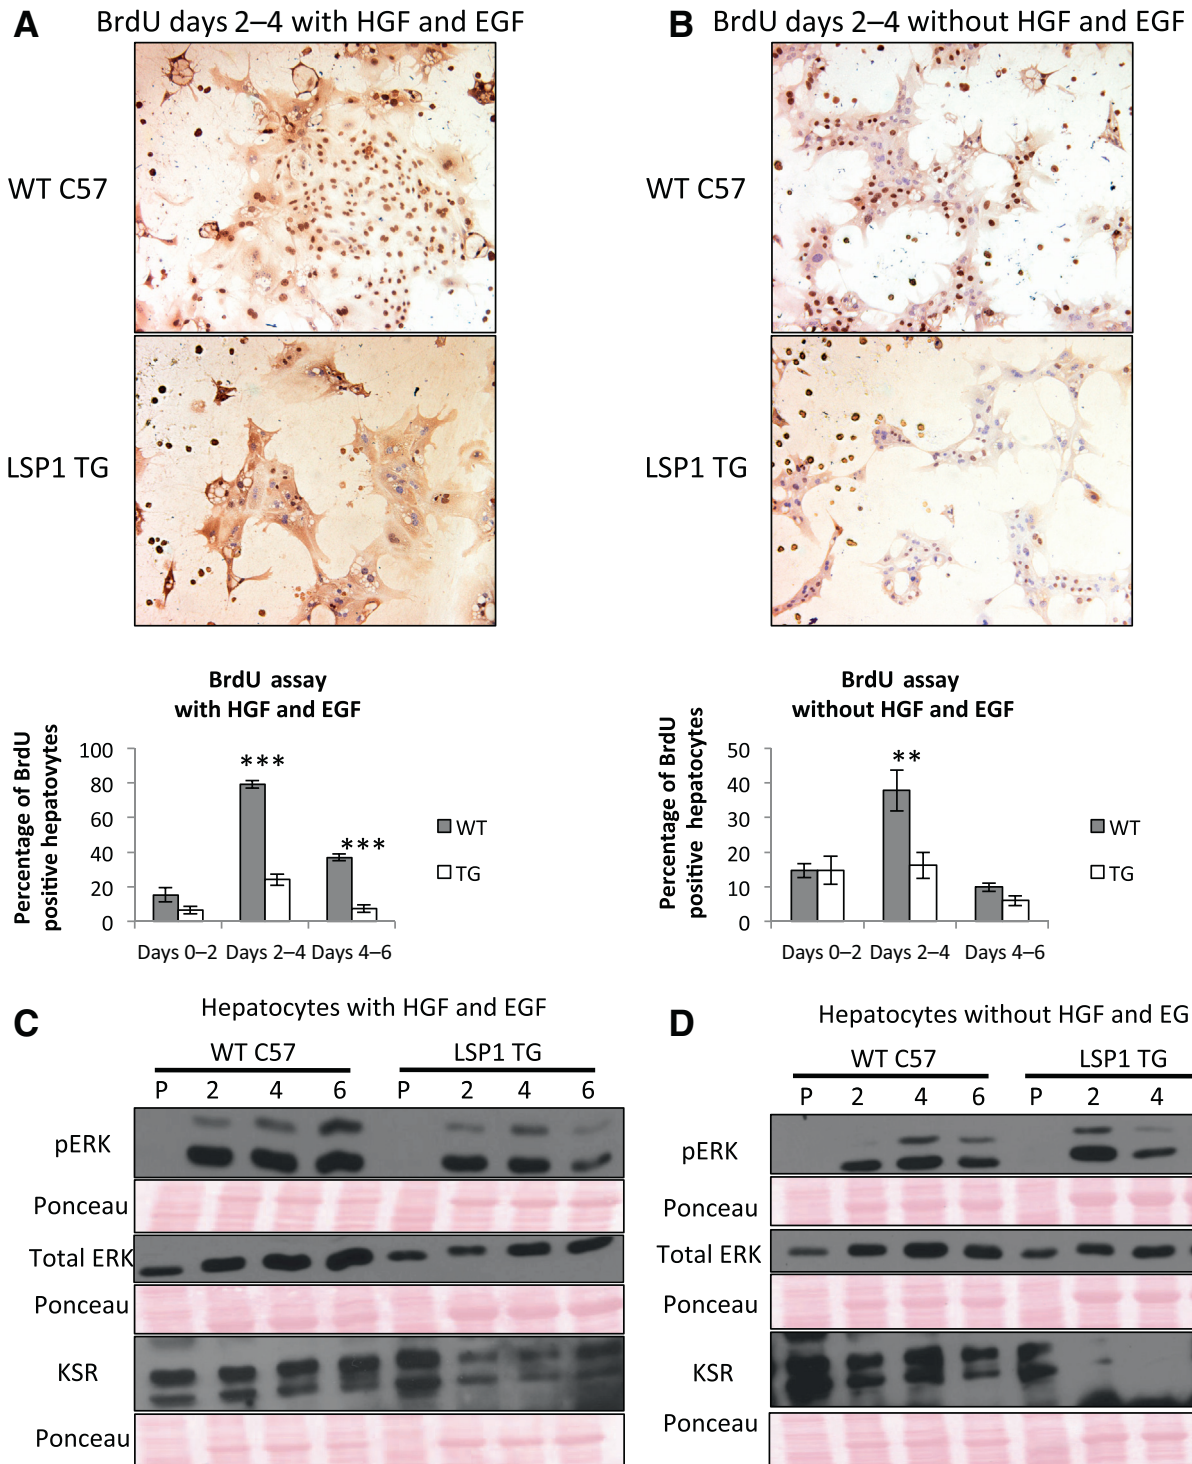 A
BrdU days 2–4 with HGF and EGF
WT C57
LSP1 TG
BrdU assay
with HGF and EGF
Percentage of BrdU
positive hepatovytes
100
80
60
40
20
0
***
***
WT
TG
Days 0–2 Days 2–4 Days 4–6
B
BrdU days 2–4 without HGF and EGF
WT C57
LSP1 TG
BrdU assay
without HGF and EGF
Percentage of BrdU
positive hepatocytes
50
40
30
20
10
0
**
WT
TG
Days 0–2 Days 2–4 Days 4–6
C
Hepatocytes with HGF and EGF
WT C57 LSP1 TG
P 2 4 6 P 2 4 6
pERK
Ponceau
Total ERK
Ponceau
KSR
Ponceau
D
Hepatocytes without HGF and EG
WT C57 LSP1 TG
P 2 4 6 P 2 4
pERK
Ponceau
Total ERK
Ponceau
KSR
Ponceau